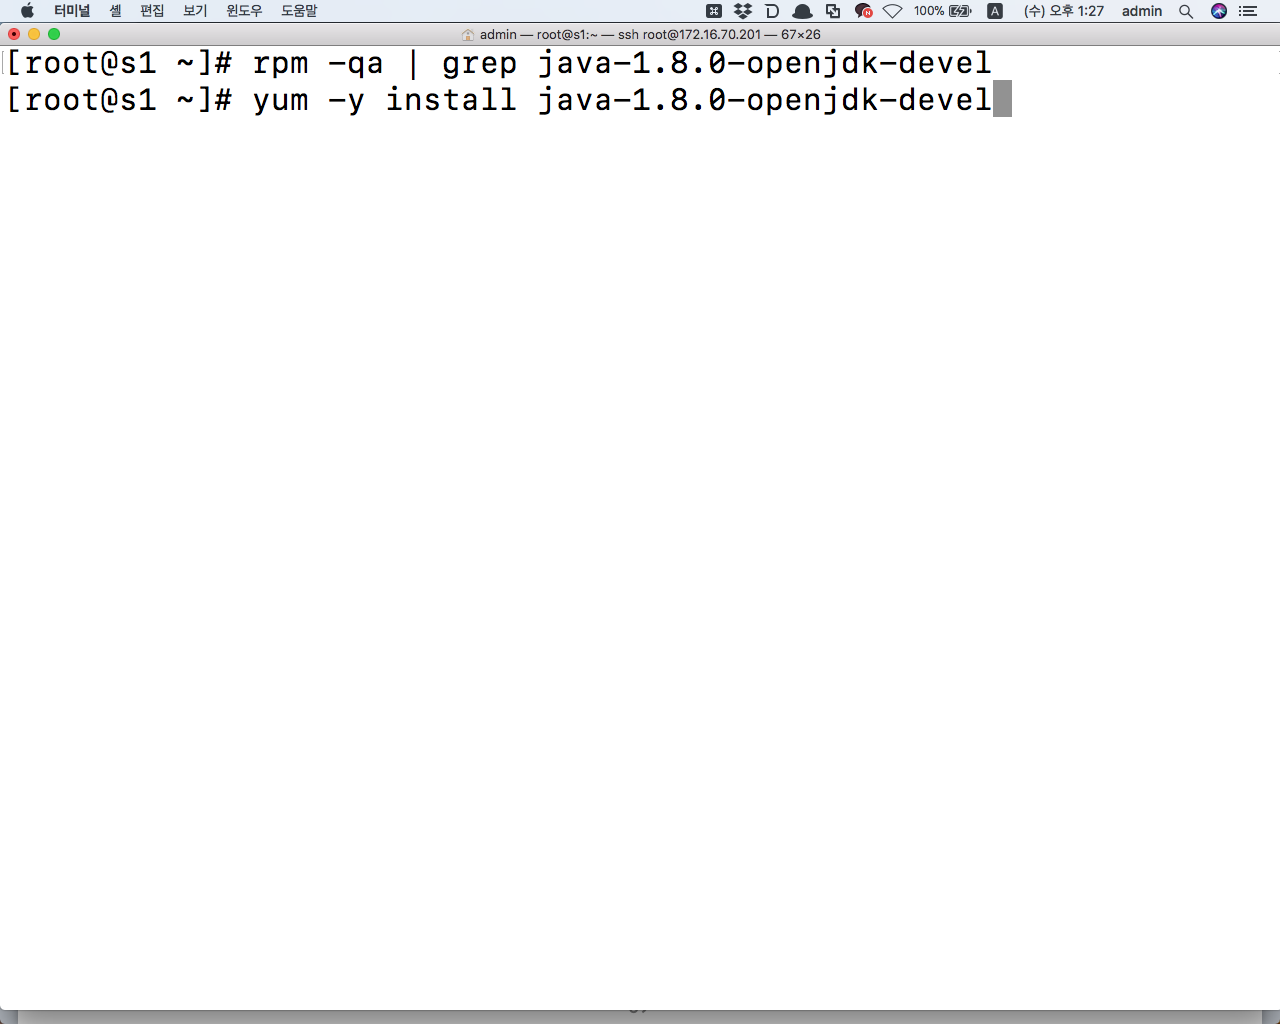 터미널 셸 편집 보기 윈도우 도움말 100% A (수) 오후 1:27 admin
admin — root@s1:~ — ssh root@172.16.70.201 — 67×26
[root@s1 ~]# rpm -qa | grep java-1.8.0-openjdk-devel
[root@s1 ~]# yum -y install java-1.8.0-openjdk-devel